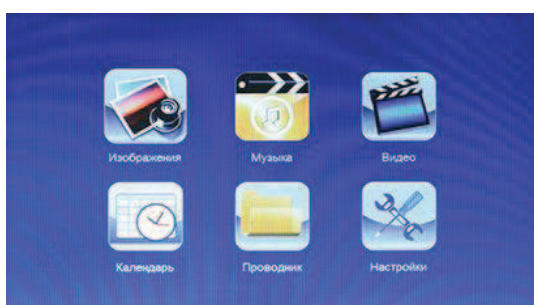 Изображения
Музыка
Видео
Календарь
Проводник
Настройки